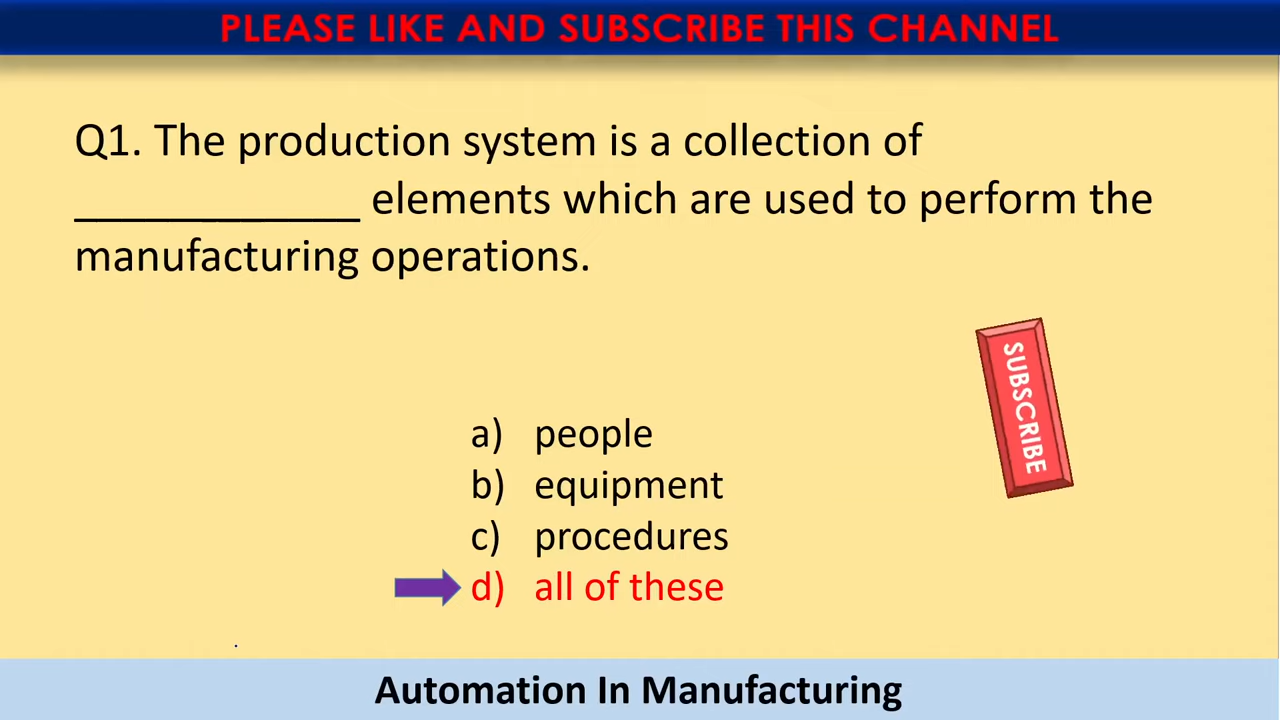 PLEASE LIKE AND SUBSCRIBE THIS CHANNEL
Q1. The production system is a collection of
____________ elements which are used to perform the
manufacturing operations.
SUBSCRIBE
a) people
b) equipment
c) procedures
d) all of these
Automation In Manufacturing